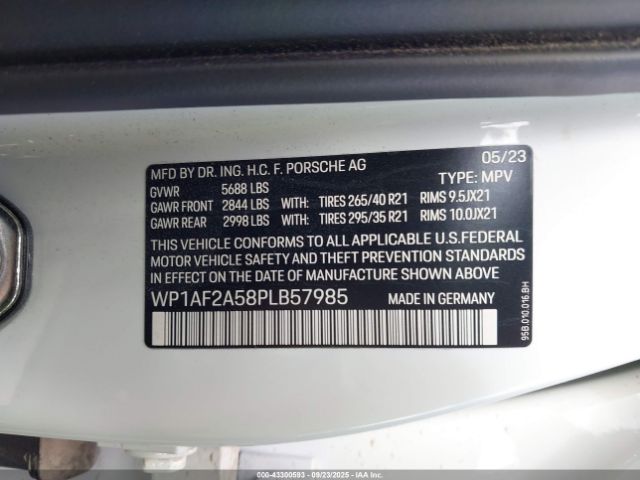 MFD BY DR. ING. H.C. F. PORSCHE AG 05/23
GVWR 5688 LBS TYPE: MPV
GAWR FRONT 2844 LBS WITH: TIRES 265/40 R21 RIMS 9.5JX21
GAWR REAR 2998 LBS WITH: TIRES 295/35 R21 RIMS 10.0JX21
THIS VEHICLE CONFORMS TO ALL APPLICABLE U.S.FEDERAL
MOTOR VEHICLE SAFETY AND THEFT PREVENTION STANDARDS
IN EFFECT ON THE DATE OF MANUFACTURE SHOWN ABOVE
WP1AF2A58PLB57985 MADE IN GERMANY
95B.010.016.BH
000-43300593 - 09/23/2025 - IAAI.COM